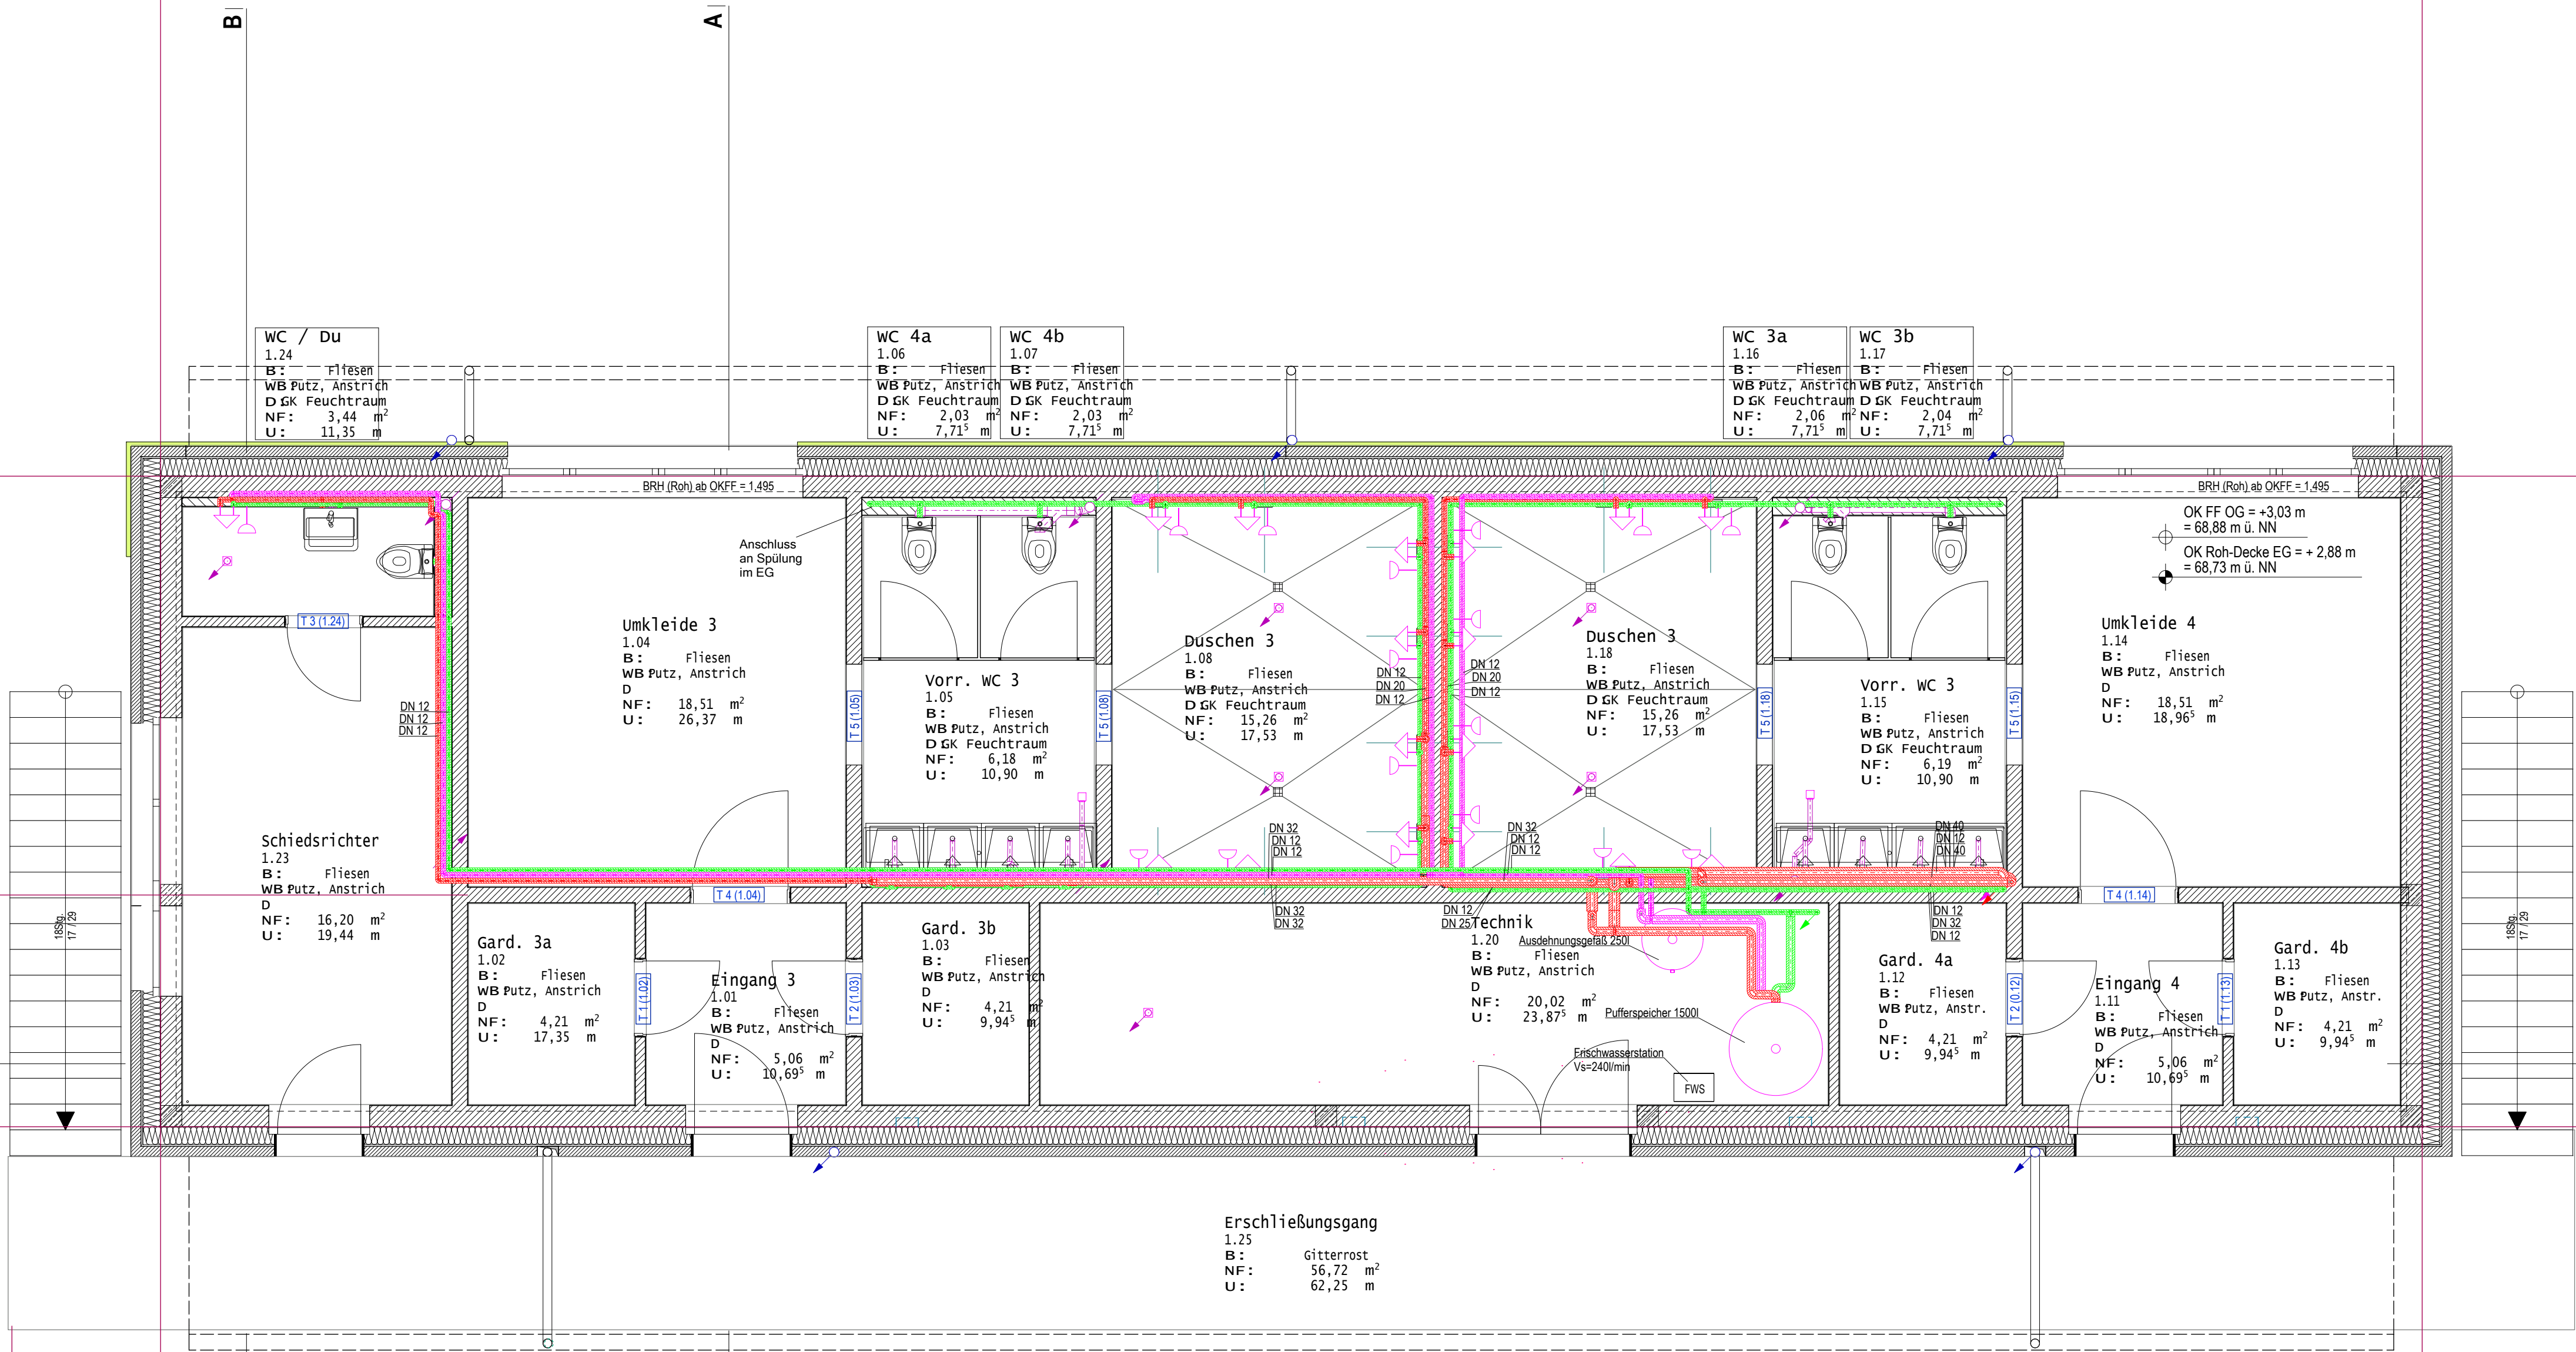 B
A
WC / Du
1.24
B: Fliesen
WB: Putz, Anstrich
D: GK Feuchtraum
NF: 3,44 m²
U: 11,35 m
WC 4a
1.06
B: Fliesen
WB: Putz, Anstrich
D: GK Feuchtraum
NF: 2,03 m²
U: 7,71⁵ m
WC 4b
1.07
B: Fliesen
WB: Putz, Anstrich
D: GK Feuchtraum
NF: 2,03 m²
U: 7,71⁵ m
WC 3a
1.16
B: Fliesen
WB: Putz, Anstrich
D: GK Feuchtraum
NF: 2,06 m²
U: 7,71⁵ m
WC 3b
1.17
B: Fliesen
WB: Putz, Anstrich
D: GK Feuchtraum
NF: 2,04 m²
U: 7,71⁵ m
BRH (Roh) ab OKFF = 1,495
BRH (Roh) ab OKFF = 1,495
OK FF OG = +3,03 m
= 68,88 m ü. NN
OK Roh-Decke EG = + 2,88 m
= 68,73 m ü. NN
Anschluss
an Spülung
im EG
T 3 (1.24)
Umkleide 3
1.04
B: Fliesen
WB: Putz, Anstrich
D
NF: 18,51 m²
U: 26,37 m
DN 12
DN 12
DN 12
T 5 (1.05)
Vorr. WC 3
1.05
B: Fliesen
WB: Putz, Anstrich
D: GK Feuchtraum
NF: 6,18 m²
U: 10,90 m
T 5 (1.08)
Duschen 3
1.08
B: Fliesen
WB: Putz, Anstrich
D: GK Feuchtraum
NF: 15,26 m²
U: 17,53 m
DN 12
DN 20
DN 12
DN 12
DN 20
DN 12
Duschen 3
1.18
B: Fliesen
WB: Putz, Anstrich
D: GK Feuchtraum
NF: 15,26 m²
U: 17,53 m
T 5 (1.18)
Vorr. WC 3
1.15
B: Fliesen
WB: Putz, Anstrich
D: GK Feuchtraum
NF: 6,19 m²
U: 10,90 m
T 5 (1.15)
Umkleide 4
1.14
B: Fliesen
WB: Putz, Anstrich
D
NF: 18,51 m²
U: 18,96⁵ m
DN 32
DN 12
DN 12
DN 32
DN 12
DN 12
DN 40
DN 12
DN 40
Schiedsrichter
1.23
B: Fliesen
WB: Putz, Anstrich
D
NF: 16,20 m²
U: 19,44 m
18Stg.
17 / 29
T 4 (1.04)
T 4 (1.14)
DN 32
DN 32
DN 12
DN 25
DN 12
DN 32
DN 12
18Stg.
17 / 29
Gard. 3a
1.02
B: Fliesen
WB: Putz, Anstrich
D
NF: 4,21 m²
U: 17,35 m
T 1 (1.02)
Eingang 3
1.01
B: Fliesen
WB: Putz, Anstrich
D
NF: 5,06 m²
U: 10,69⁵ m
T 2 (1.03)
Gard. 3b
1.03
B: Fliesen
WB: Putz, Anstrich
D
NF: 4,21 m²
U: 9,94⁵ m
Technik
1.20
B: Fliesen
WB: Putz, Anstrich
D
NF: 20,02 m²
U: 23,87⁵ m
Ausdehnungsgefäß 250l
Pufferspeicher 1500l
Frischwasserstation
Vs=240l/min
FWS
Gard. 4a
1.12
B: Fliesen
WB: Putz, Anstr.
D
NF: 4,21 m²
U: 9,94⁵ m
T 2 (0.12)
Eingang 4
1.11
B: Fliesen
WB: Putz, Anstrich
D
NF: 5,06 m²
U: 10,69⁵ m
T 1 (1.13)
Gard. 4b
1.13
B: Fliesen
WB: Putz, Anstr.
D
NF: 4,21 m²
U: 9,94⁵ m
Erschließungsgang
1.25
B: Gitterrost
NF: 56,72 m²
U: 62,25 m